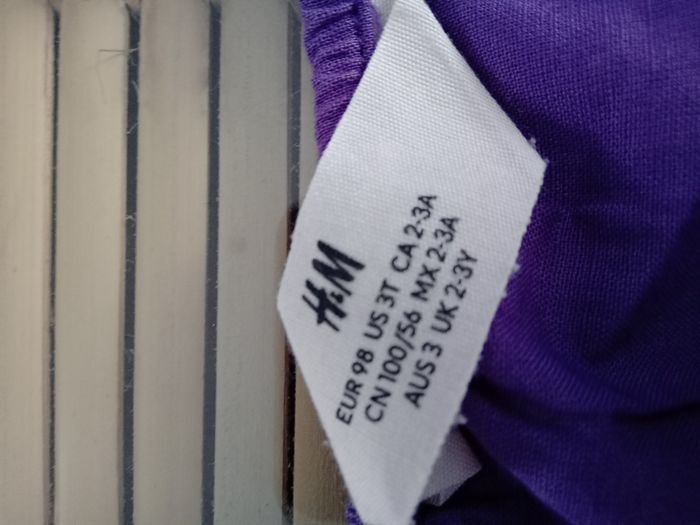 H&M
EUR 98 US 3T CA 2-3A
CN 100/56 MX 2-3A
AUS 3 UK 2-3Y